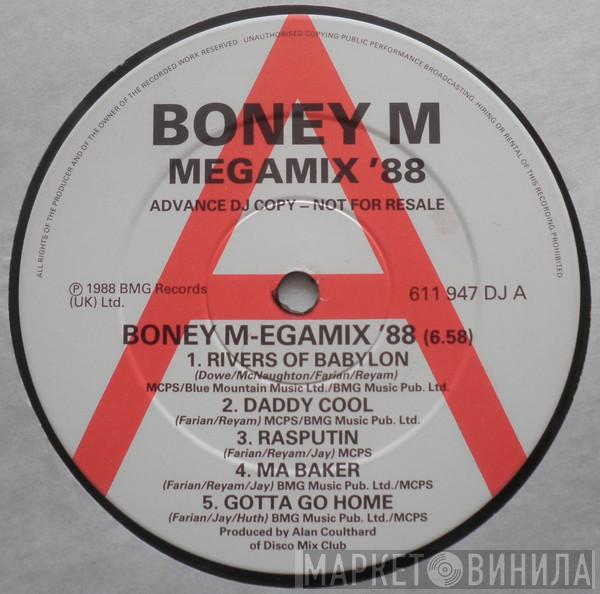 ALL RIGHTS OF THE PRODUCER AND OF THE OWNER OF THE RECORDED WORK RESERVED · UNAUTHORISED COPYING PUBLIC PERFORMANCE BROADCASTING, HIRING OR RENTAL OF THIS RECORDING PROHIBITED
A
BONEY M
MEGAMIX '88
ADVANCE DJ COPY – NOT FOR RESALE
℗ 1988 BMG Records
(UK) Ltd.
611 947 DJ A
BONEY M-EGAMIX '88 (6.58)
1. RIVERS OF BABYLON
(Dowe/McNaughton/Farian/Reyam)
MCPS/Blue Mountain Music Ltd./BMG Music Pub. Ltd.
2. DADDY COOL
(Farian/Reyam) MCPS/BMG Music Pub. Ltd.
3. RASPUTIN
(Farian/Reyam/Jay) MCPS
4. MA BAKER
(Farian/Reyam/Jay) BMG Music Pub. Ltd./MCPS
5. GOTTA GO HOME
(Farian/Jay/Huth) BMG Music Pub. Ltd./MCPS
Produced by Alan Coulthard
of Disco Mix Club
МАРКЕТ ВИНИЛА